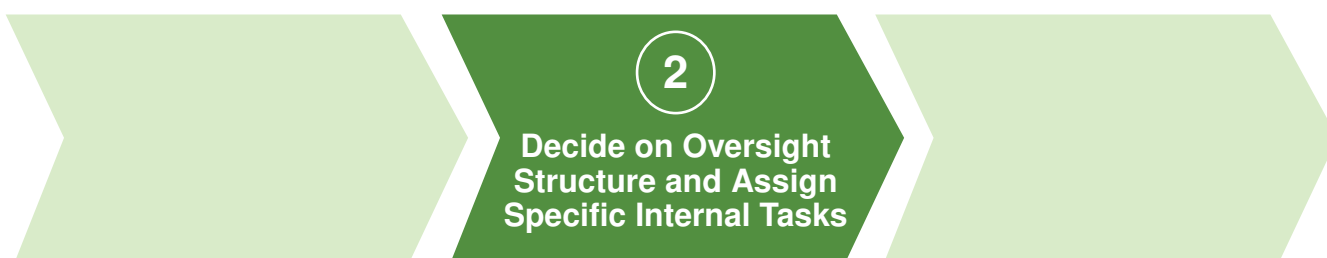 2
Decide on Oversight
Structure and Assign
Specific Internal Tasks